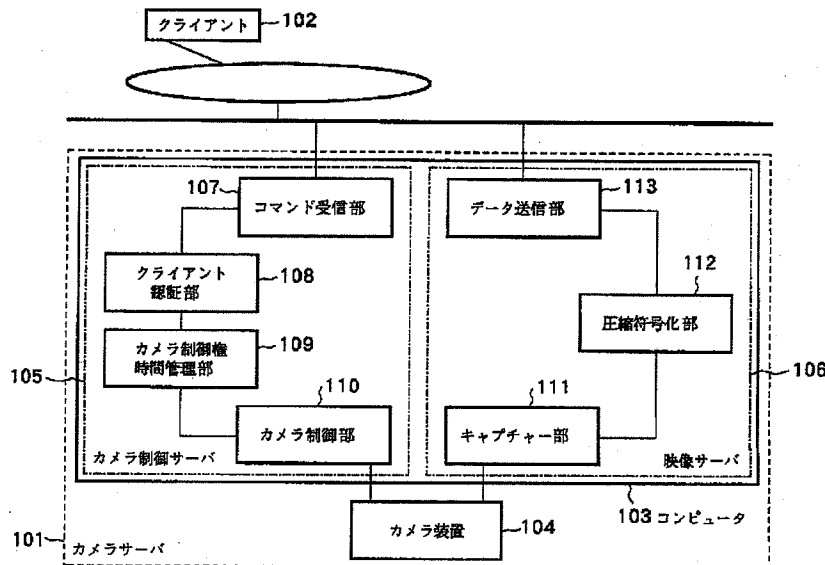 クライアント 102
107
コマンド受信部
データ送信部
113
クライアント
認証部
108
112
圧縮符号化部
カメラ制御権
時間管理部
109
105
106
110
カメラ制御部
111
キャプチャー部
カメラ制御サーバ
映像サーバ
103 コンピュータ
カメラ装置
104
101
カメラサーバ